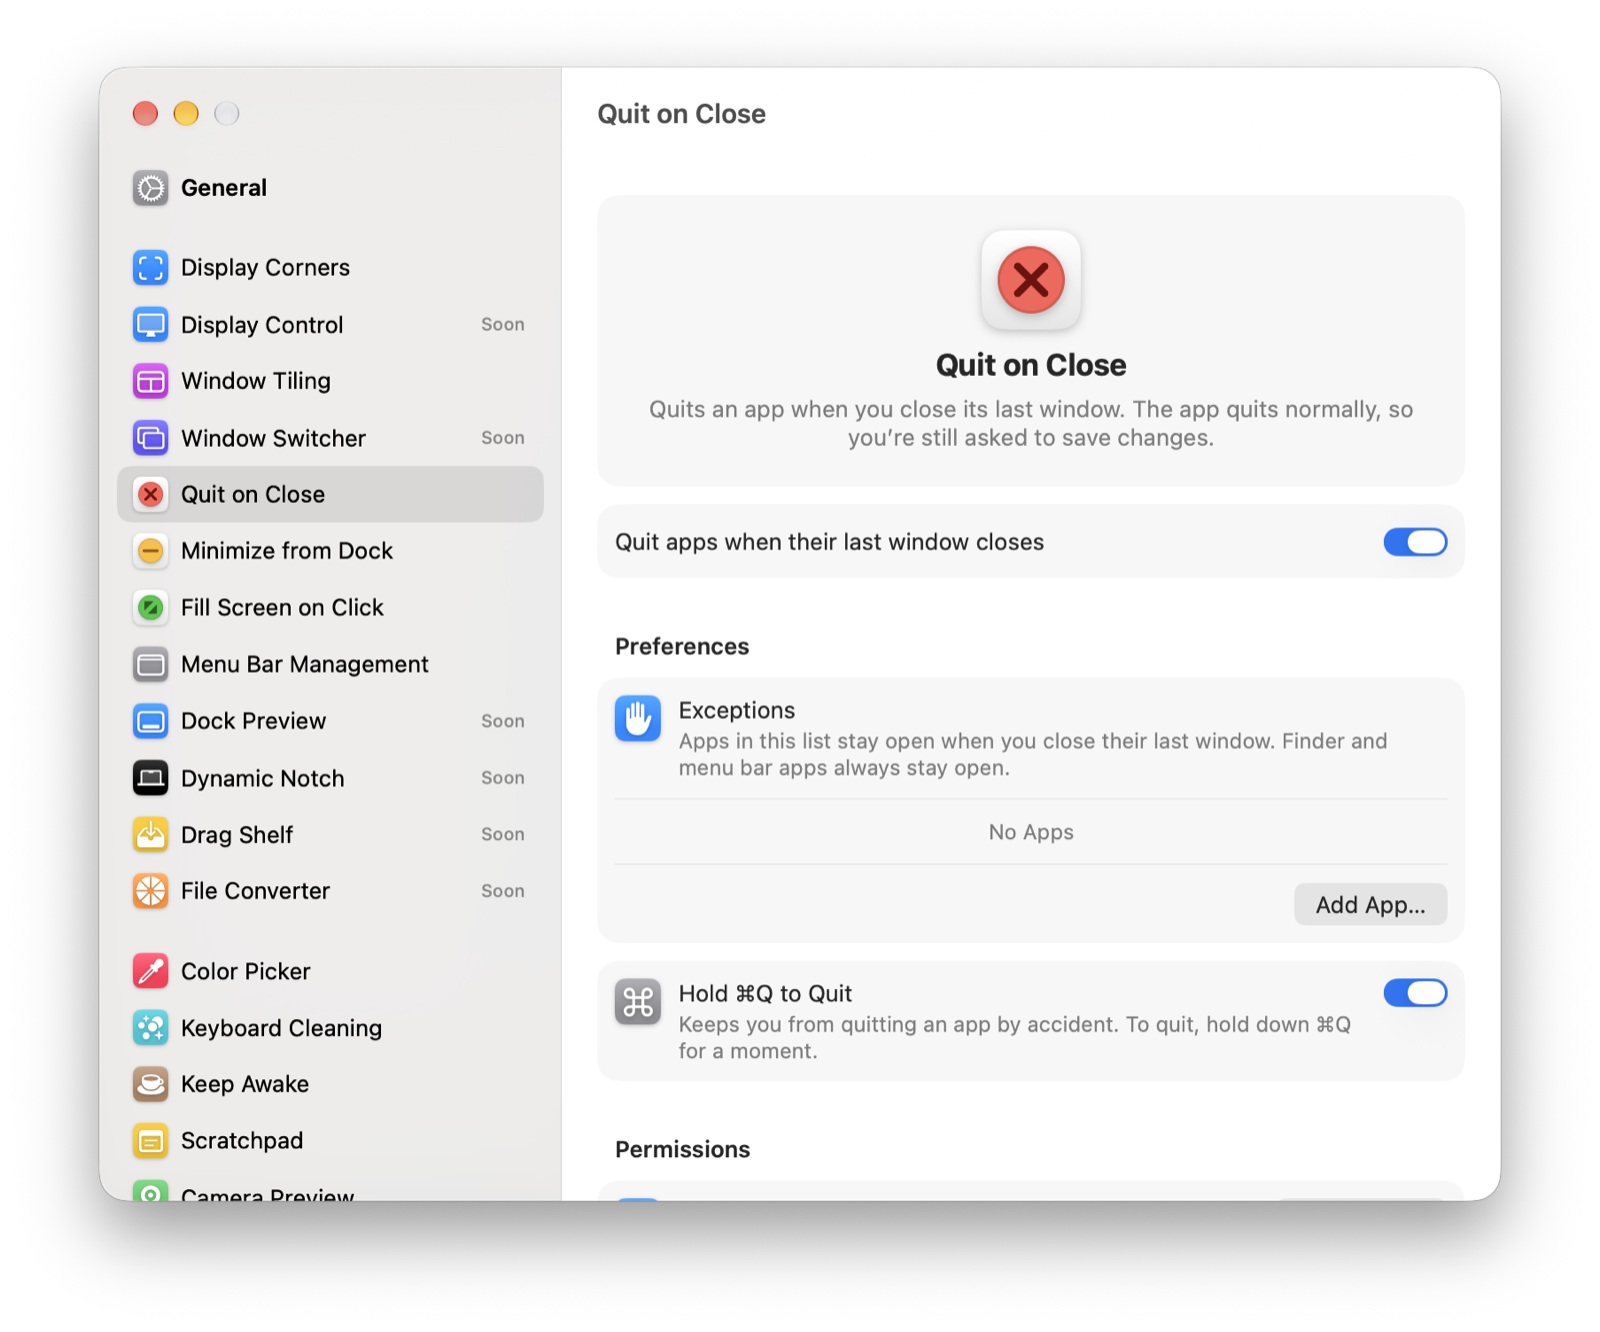 General
Display Corners
Display Control
Soon
Window Tiling
Window Switcher
Soon
Quit on Close
Minimize from Dock
Fill Screen on Click
Menu Bar Management
Dock Preview
Soon
Dynamic Notch
Soon
Drag Shelf
Soon
File Converter
Soon
Color Picker
Keyboard Cleaning
Keep Awake
Scratchpad
Camera Preview
Quit on Close
Quit on Close
Quits an app when you close its last window. The app quits normally, so
you’re still asked to save changes.
Quit apps when their last window closes
Preferences
Exceptions
Apps in this list stay open when you close their last window. Finder and
menu bar apps always stay open.
No Apps
Add App...
Hold ⌘Q to Quit
Keeps you from quitting an app by accident. To quit, hold down ⌘Q
for a moment.
Permissions